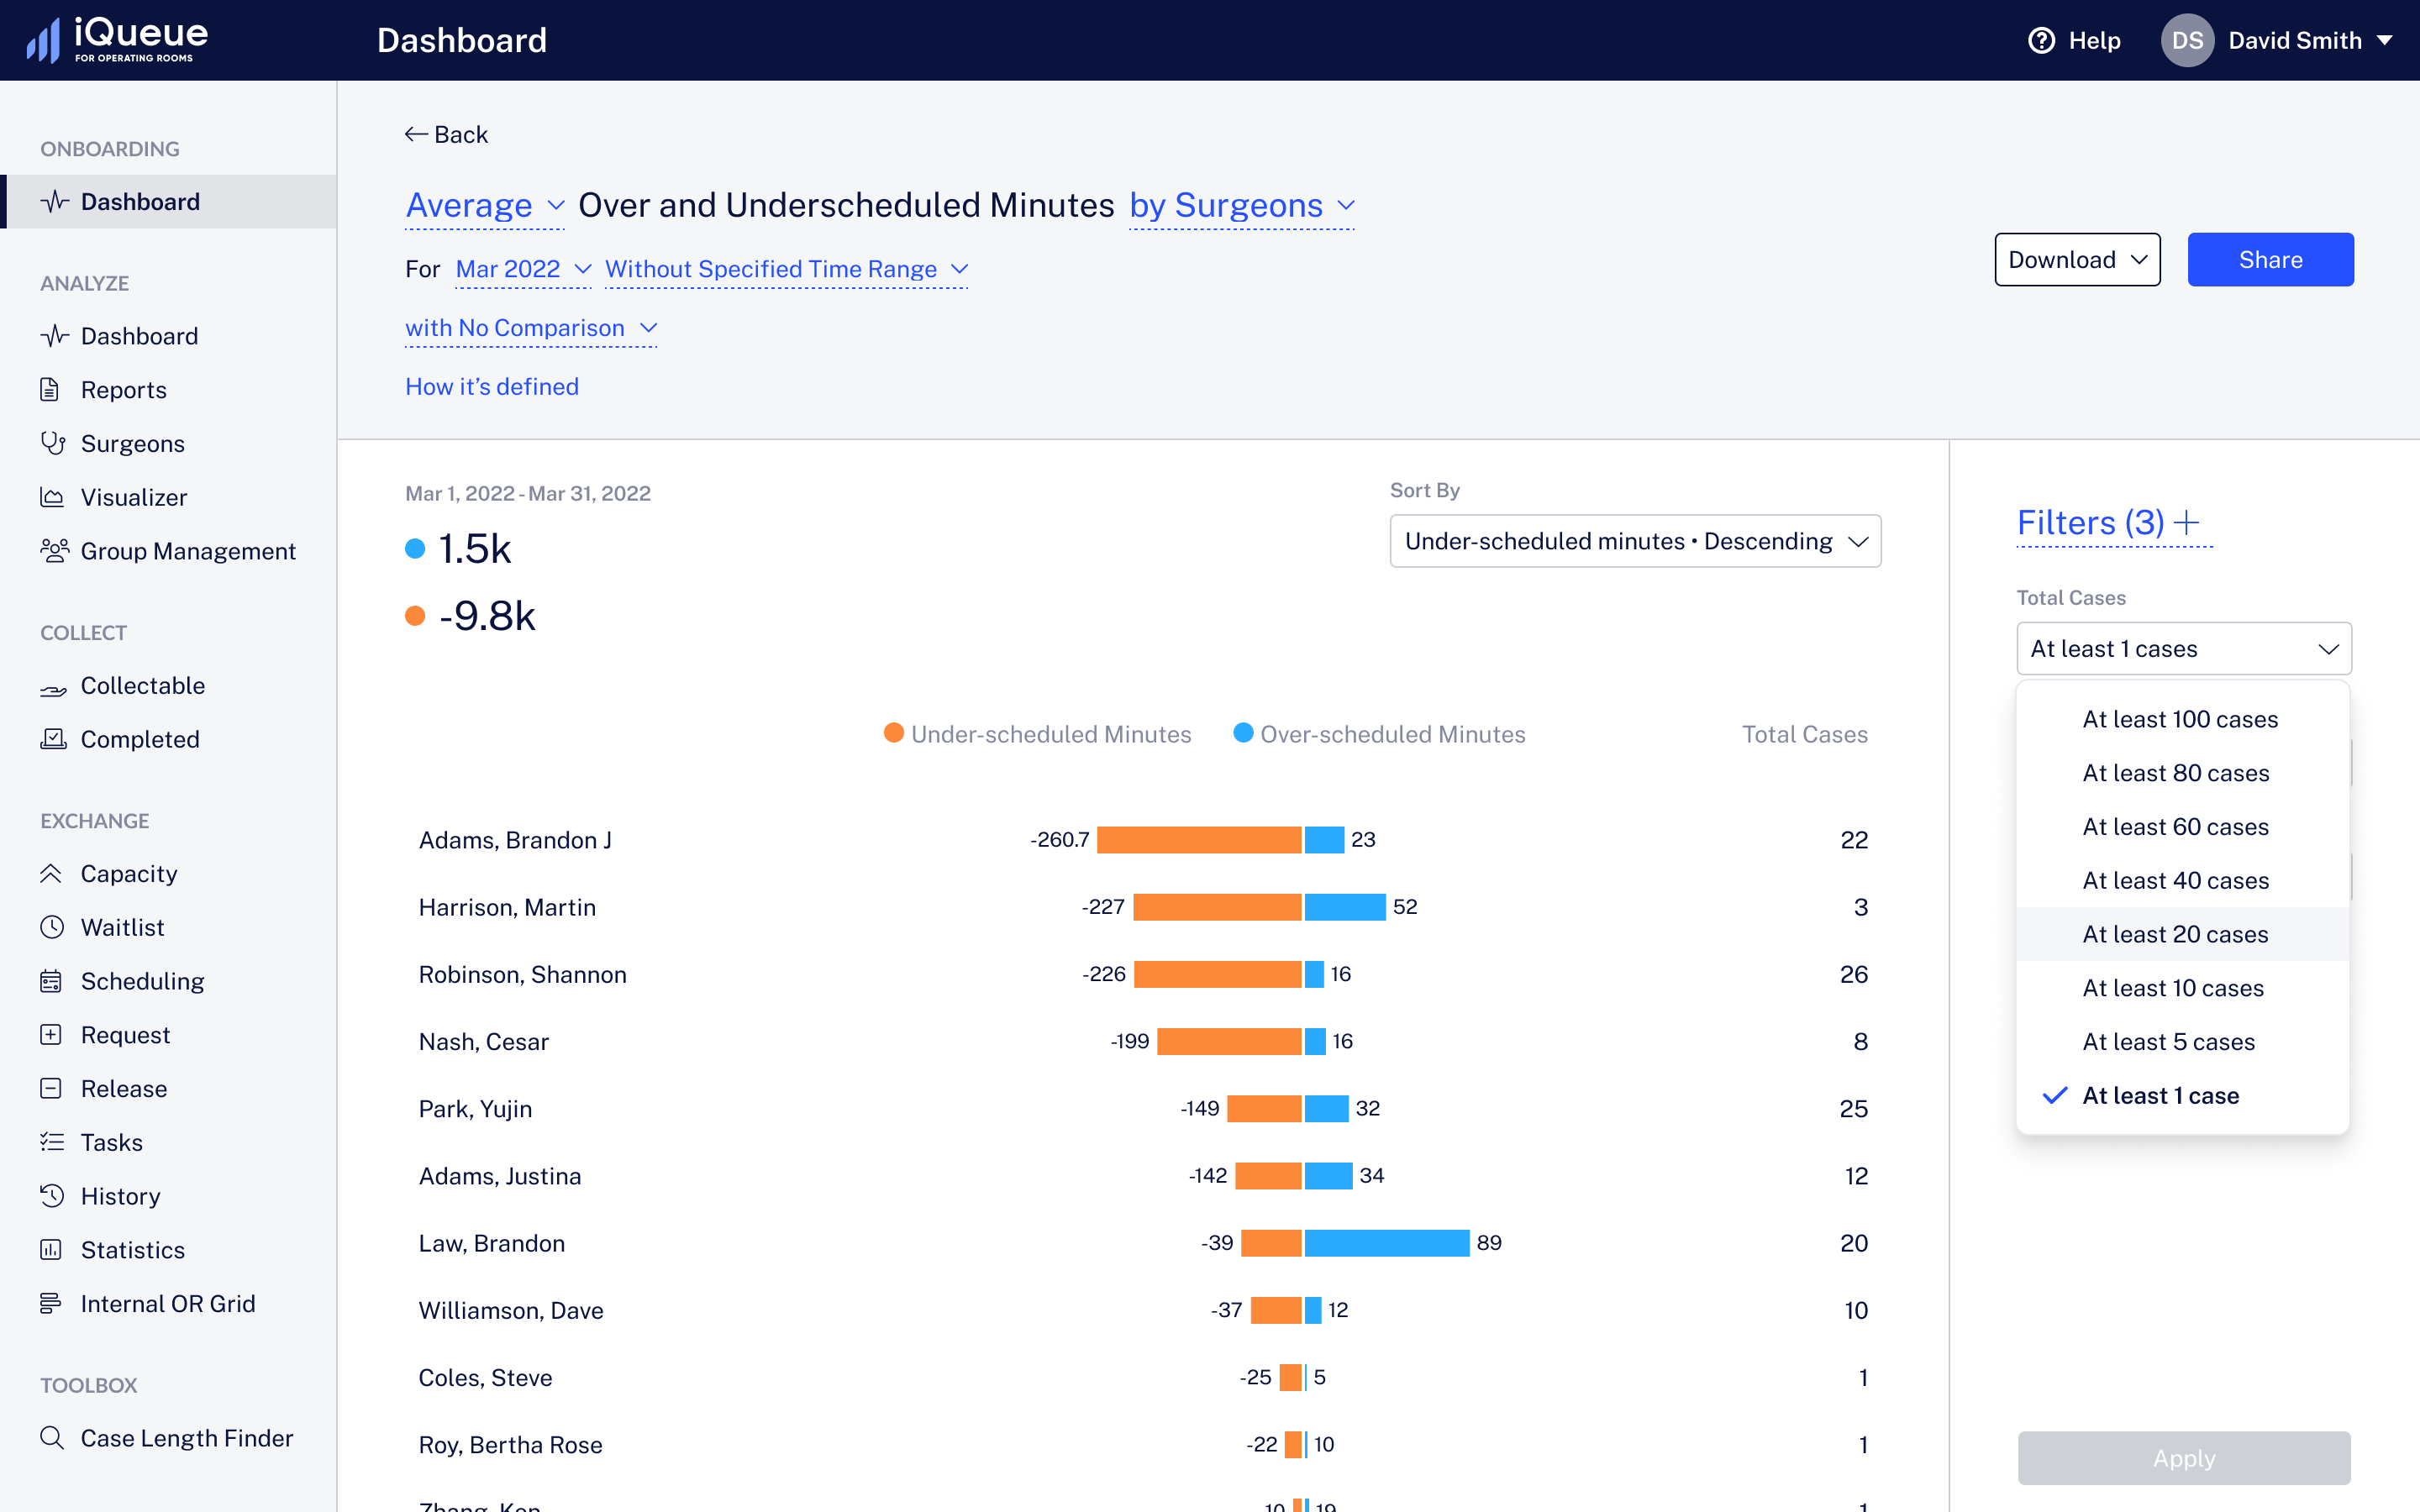 iQueue
FOR OPERATING ROOMS
Dashboard
Help
DS
David Smith
ONBOARDING
Dashboard
ANALYZE
Dashboard
Reports
Surgeons
Visualizer
Group Management
COLLECT
Collectable
Completed
EXCHANGE
Capacity
Waitlist
Scheduling
Request
Release
Tasks
History
Statistics
Internal OR Grid
TOOLBOX
Case Length Finder
Back
Average Over and Underscheduled Minutes by Surgeons
For Mar 2022 Without Specified Time Range
with No Comparison
How it’s defined
Download
Share
Mar 1, 2022 - Mar 31, 2022
1.5k
-9.8k
Sort By
Under-scheduled minutes • Descending
Under-scheduled Minutes Over-scheduled Minutes Total Cases
Adams, Brandon J -260.7 23 22
Harrison, Martin -227 52 3
Robinson, Shannon -226 16 26
Nash, Cesar -199 16 8
Park, Yujin -149 32 25
Adams, Justina -142 34 12
Law, Brandon -39 89 20
Williamson, Dave -37 12 10
Coles, Steve -25 5 1
Roy, Bertha Rose -22 10 1
Filters (3)
Total Cases
At least 1 cases
At least 100 cases
At least 80 cases
At least 60 cases
At least 40 cases
At least 20 cases
At least 10 cases
At least 5 cases
At least 1 case
Apply